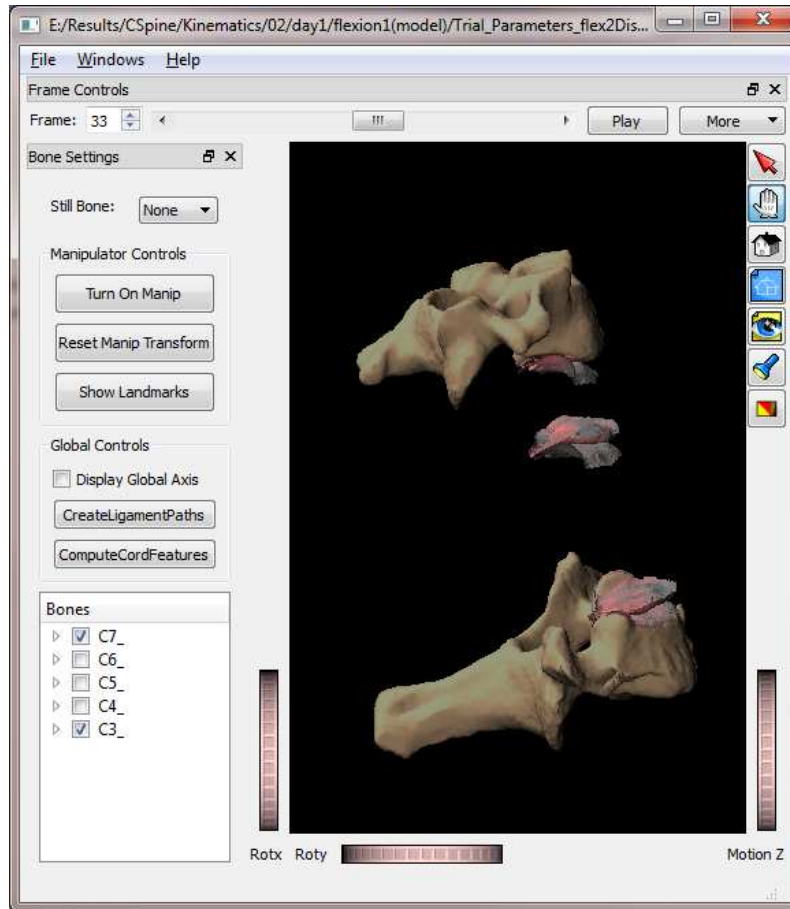 E:/Results/CSpine/Kinematics/02/day1/flexion1(model)/Trial_Parameters_flex2Dis...
File Windows Help
Frame Controls
Frame: 33 Play More
Bone Settings
Still Bone: None
Manipulator Controls
Turn On Manip
Reset Manip Transform
Show Landmarks
Global Controls
Display Global Axis
CreateLigamentPaths
ComputeCordFeatures
Bones
C7_
C6_
C5_
C4_
C3_
Rotx Roty Motion Z